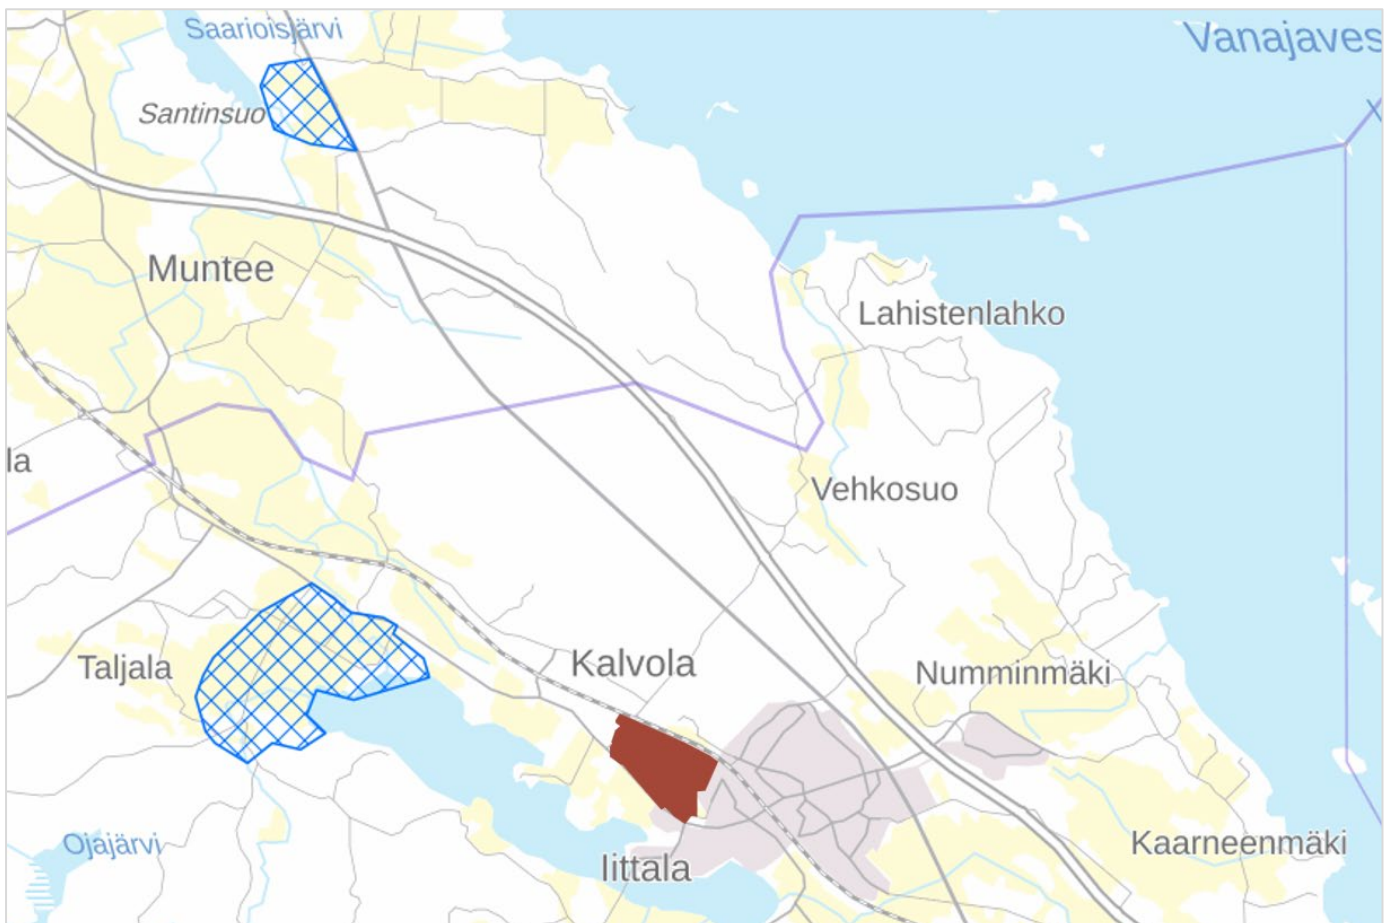 Saarioisjärvi
Vanajaves
Santinsuo
Muntee
Lahistenlahko
la
Vehkosuo
Taljala
Kalvola
Numminmäki
Ojajärvi
Iittala
Kaarneenmäki